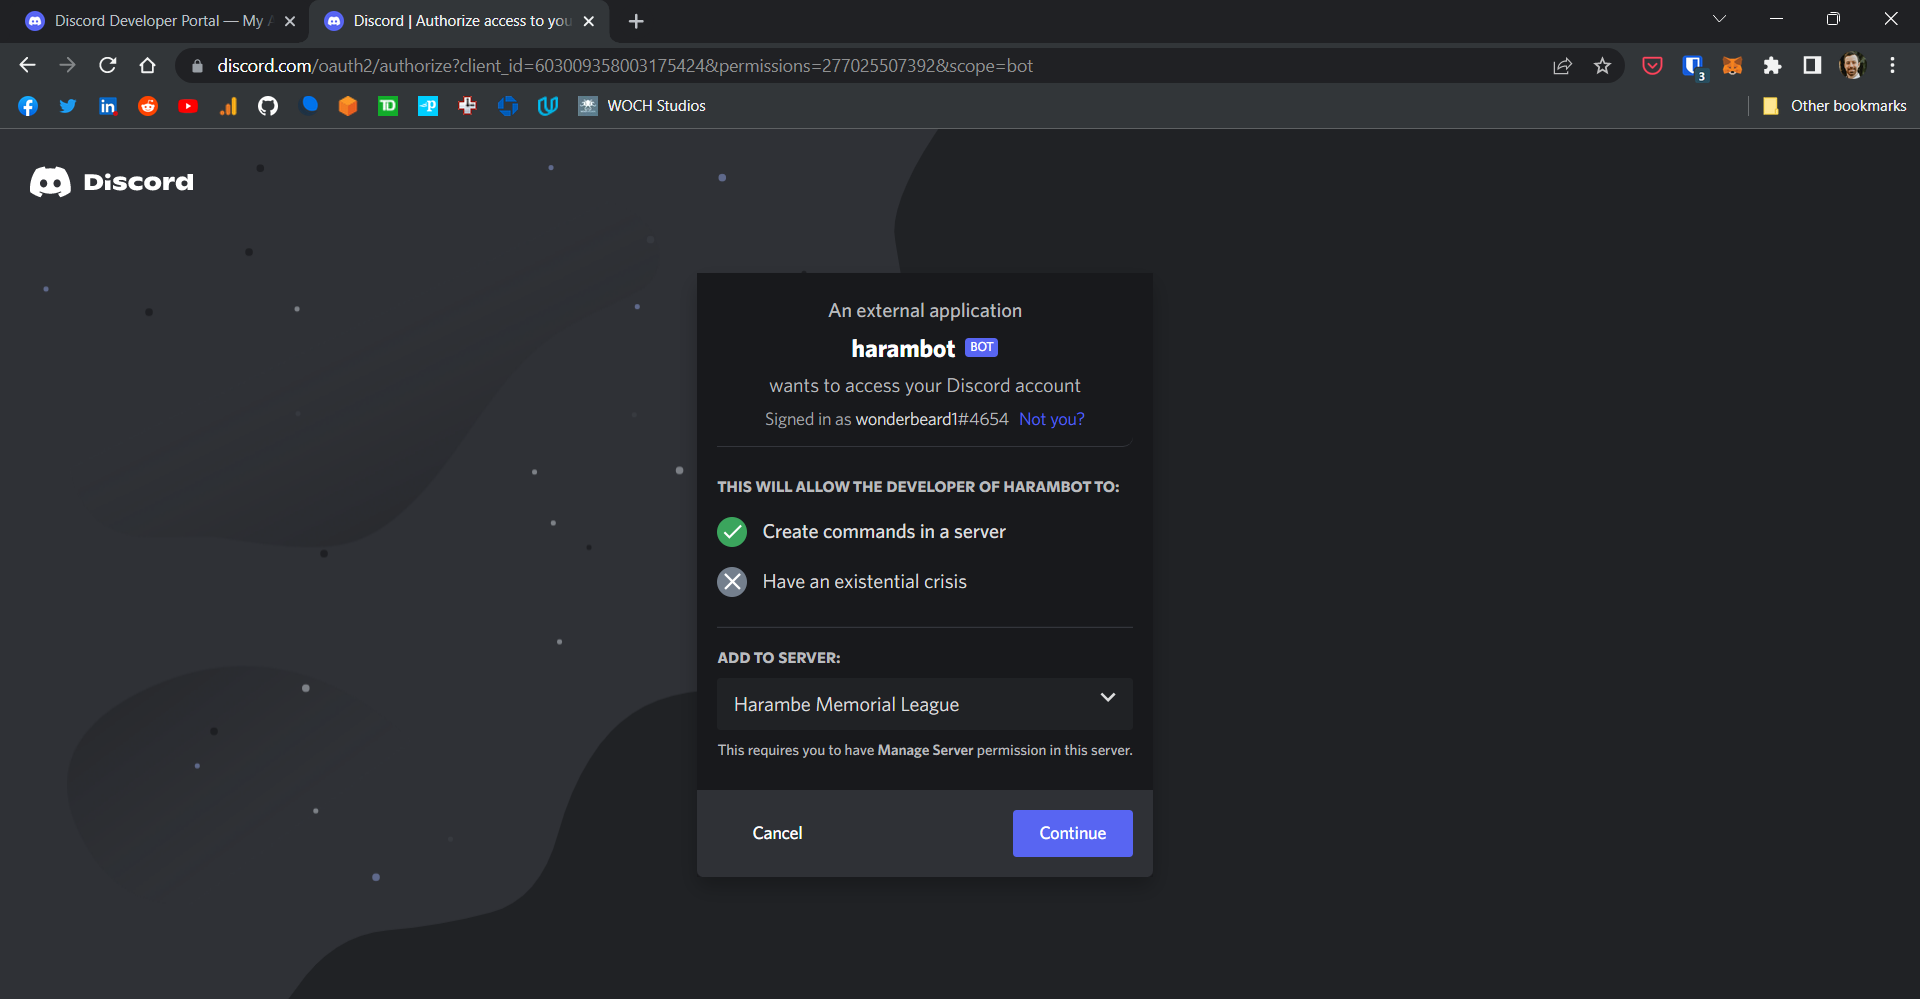 Discord Developer Portal — My
Discord | Authorize access to you
discord.com/oauth2/authorize?client_id=603009358003175424&permissions=277025507392&scope=bot
3
in
TD
P
WOCH Studios
Other bookmarks
Discord
An external application
harambot BOT
wants to access your Discord account
Signed in as wonderbeard1#4654 Not you?
THIS WILL ALLOW THE DEVELOPER OF HARAMBOT TO:
Create commands in a server
Have an existential crisis
ADD TO SERVER:
Harambe Memorial League
This requires you to have Manage Server permission in this server.
Cancel
Continue